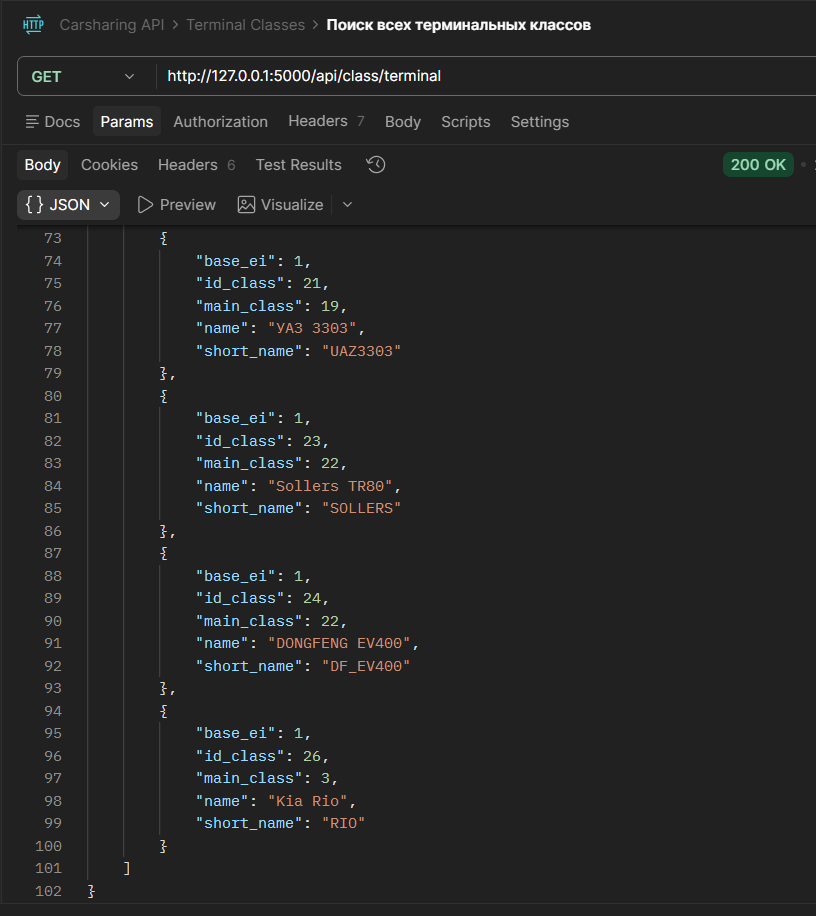 HTTP Carsharing API > Terminal Classes > Поиск всех терминальных классов
GET http://127.0.0.1:5000/api/class/terminal
Docs Params Authorization Headers 7 Body Scripts Settings
Body Cookies Headers 6 Test Results 200 OK
{} JSON Preview Visualize
73 {
74 "base_ei": 1,
75 "id_class": 21,
76 "main_class": 19,
77 "name": "УАЗ 3303",
78 "short_name": "UAZ3303"
79 },
80 {
81 "base_ei": 1,
82 "id_class": 23,
83 "main_class": 22,
84 "name": "Sollers TR80",
85 "short_name": "SOLLERS"
86 },
87 {
88 "base_ei": 1,
89 "id_class": 24,
90 "main_class": 22,
91 "name": "DONGFENG EV400",
92 "short_name": "DF_EV400"
93 },
94 {
95 "base_ei": 1,
96 "id_class": 26,
97 "main_class": 3,
98 "name": "Kia Rio",
99 "short_name": "RIO"
100 }
101 ]
102 }